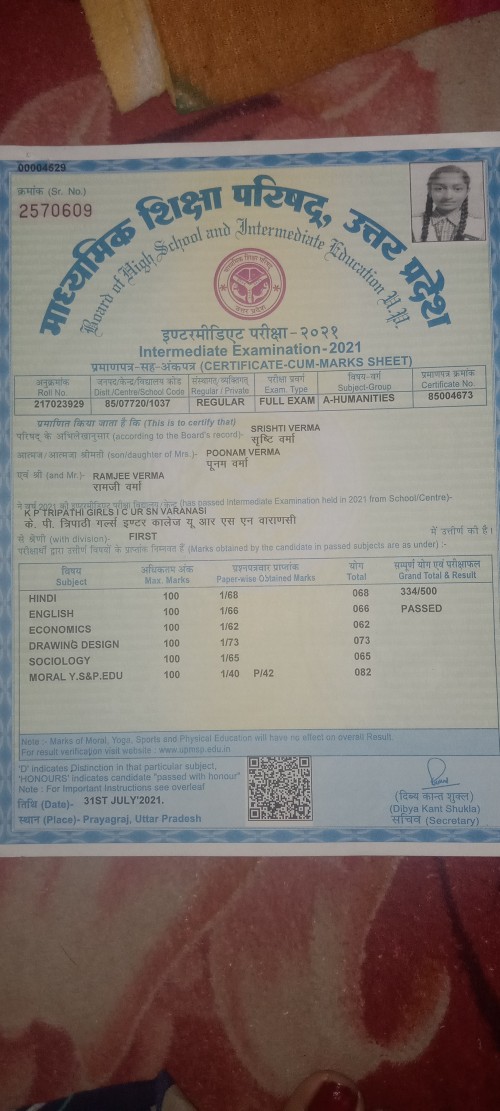 00004629
क्रमांक (Sr. No.)
2570609
माध्यमिक शिक्षा परिषद्, उत्तर प्रदेश
Board of High School and Intermediate Education U.P.
इण्टरमीडिएट परीक्षा-२०२१
Intermediate Examination-2021
प्रमाणपत्र-सह-अंकपत्र (CERTIFICATE-CUM-MARKS SHEET)
अनुक्रमांक जनपद/केन्द्र/विद्यालय कोड संस्थागत/व्यक्तिगत परीक्षा प्रकार विषय-वर्ग प्रमाणपत्र क्रमांक
Roll No. Distt./Centre/School Code Regular / Private Exam. Type Subject-Group Certificate No.
217023929 85/07720/1037 REGULAR FULL EXAM A-HUMANITIES 85004673
प्रमाणित किया जाता है कि (This is to certify that)
SRISHTI VERMA
परिषद् के अभिलेखानुसार (according to the Board's record)- सृष्टि वर्मा
POONAM VERMA
आत्मज/आत्मजा श्रीमती (son/daughter of Mrs.)- पूनम वर्मा
एवं श्री (and Mr.)- RAMJEE VERMA
रामजी वर्मा
ने वर्ष 2021 की इण्टरमीडिएट परीक्षा विद्यालय/केन्द्र (has passed Intermediate Examination held in 2021 from School/Centre)-
K P TRIPATHI GIRLS I C UR SN VARANASI
के. पी. त्रिपाठी गर्ल्स इण्टर कालेज यू आर एस एन वाराणसी
से श्रेणी (with division)- FIRST में उत्तीर्ण की है।
परीक्षार्थी द्वारा उत्तीर्ण विषयों के प्राप्तांक निम्नवत हैं (Marks obtained by the candidate in passed subjects are as under) :-
विषय अधिकतम अंक प्रश्नपत्रवार प्राप्तांक योग सम्पूर्ण योग एवं परीक्षाफल
Subject Max. Marks Paper-wise Obtained Marks Total Grand Total & Result
HINDI 100 1/68 068 334/500
ENGLISH 100 1/66 066 PASSED
ECONOMICS 100 1/62 062
DRAWING DESIGN 100 1/73 073
SOCIOLOGY 100 1/65 065
MORAL Y.S&P.EDU 100 1/40 P/42 082
Note :- Marks of Moral, Yoga, Sports and Physical Education will have no effect on overall Result.
For result verification visit website : www.upmsp.edu.in
'D' indicates Distinction in that particular subject,
'HONOURS' indicates candidate "passed with honour"
Note : For Important Instructions see overleaf
तिथि (Date)- 31ST JULY'2021.
स्थान (Place)- Prayagraj, Uttar Pradesh
(दिब्य कान्त शुक्ल)
(Dibya Kant Shukla)
सचिव (Secretary)